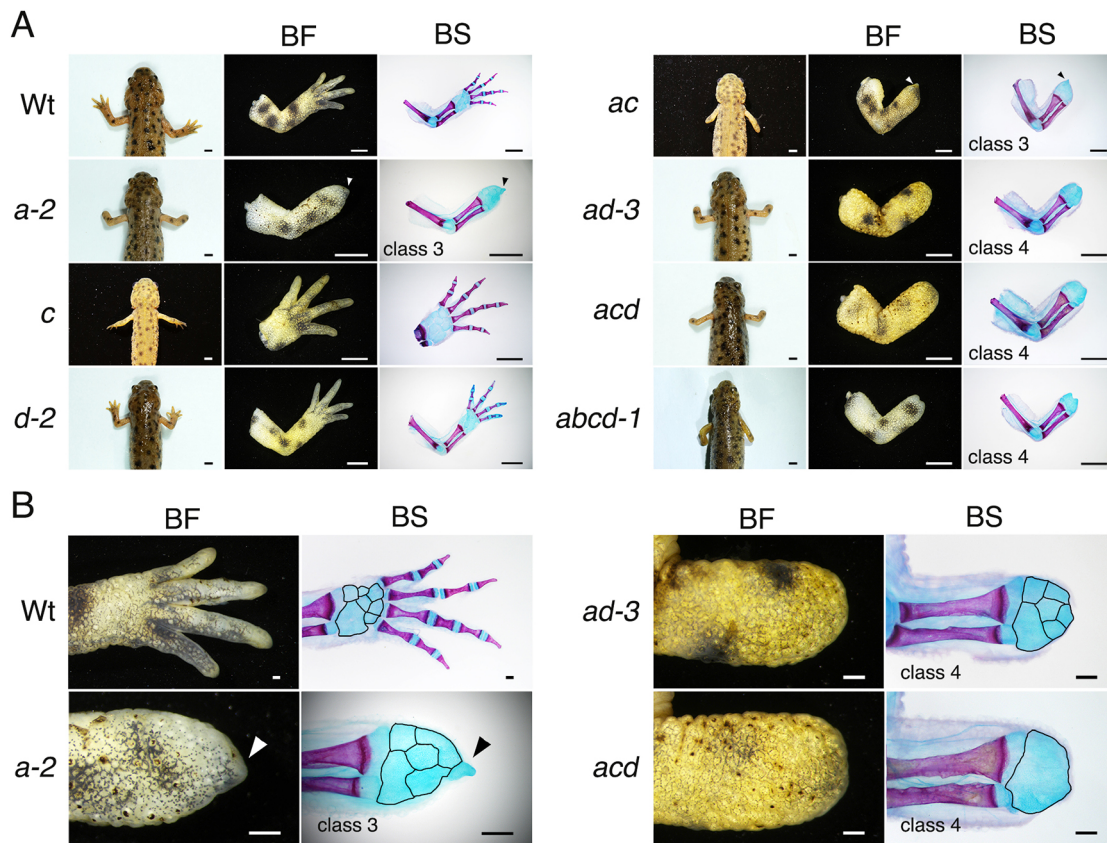 A
BF BS
Wt
a-2
class 3
c
d-2
BF BS
ac
class 3
ad-3
class 4
acd
class 4
abcd-1
class 4
B
BF BS
Wt
a-2
class 3
BF BS
ad-3
class 4
acd
class 4